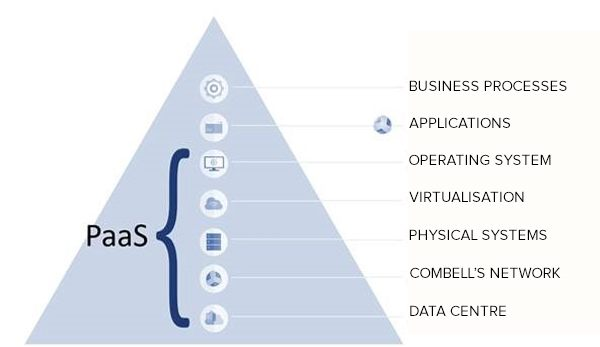 BUSINESS PROCESSES
APPLICATIONS
OPERATING SYSTEM
VIRTUALISATION
PaaS
PHYSICAL SYSTEMS
COMBELL'S NETWORK
DATA CENTRE